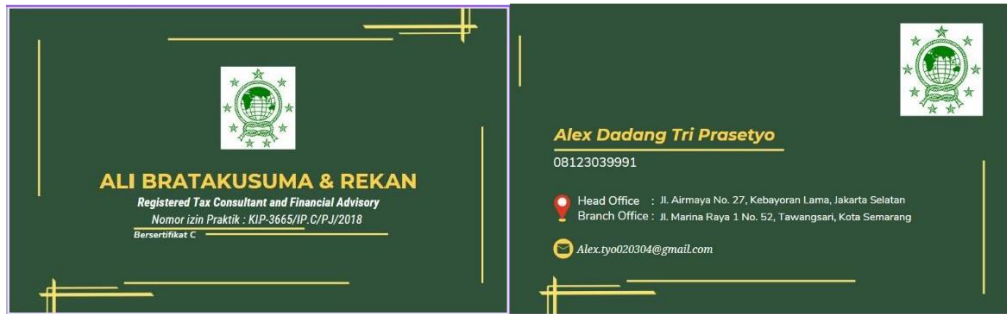 ALI BRATAKUSUMA & REKAN
Registered Tax Consultant and Financial Advisory
Nomor izin Praktik : KIP-3665/IP.C/PJ/2018
Bersertifikat C
Alex Dadang Tri Prasetyo
08123039991
Head Office : Jl. Airmaya No. 27, Kebayoran Lama, Jakarta Selatan
Branch Office : Jl. Marina Raya 1 No. 52, Tawangsari, Kota Semarang
Alex.tyo020304@gmail.com